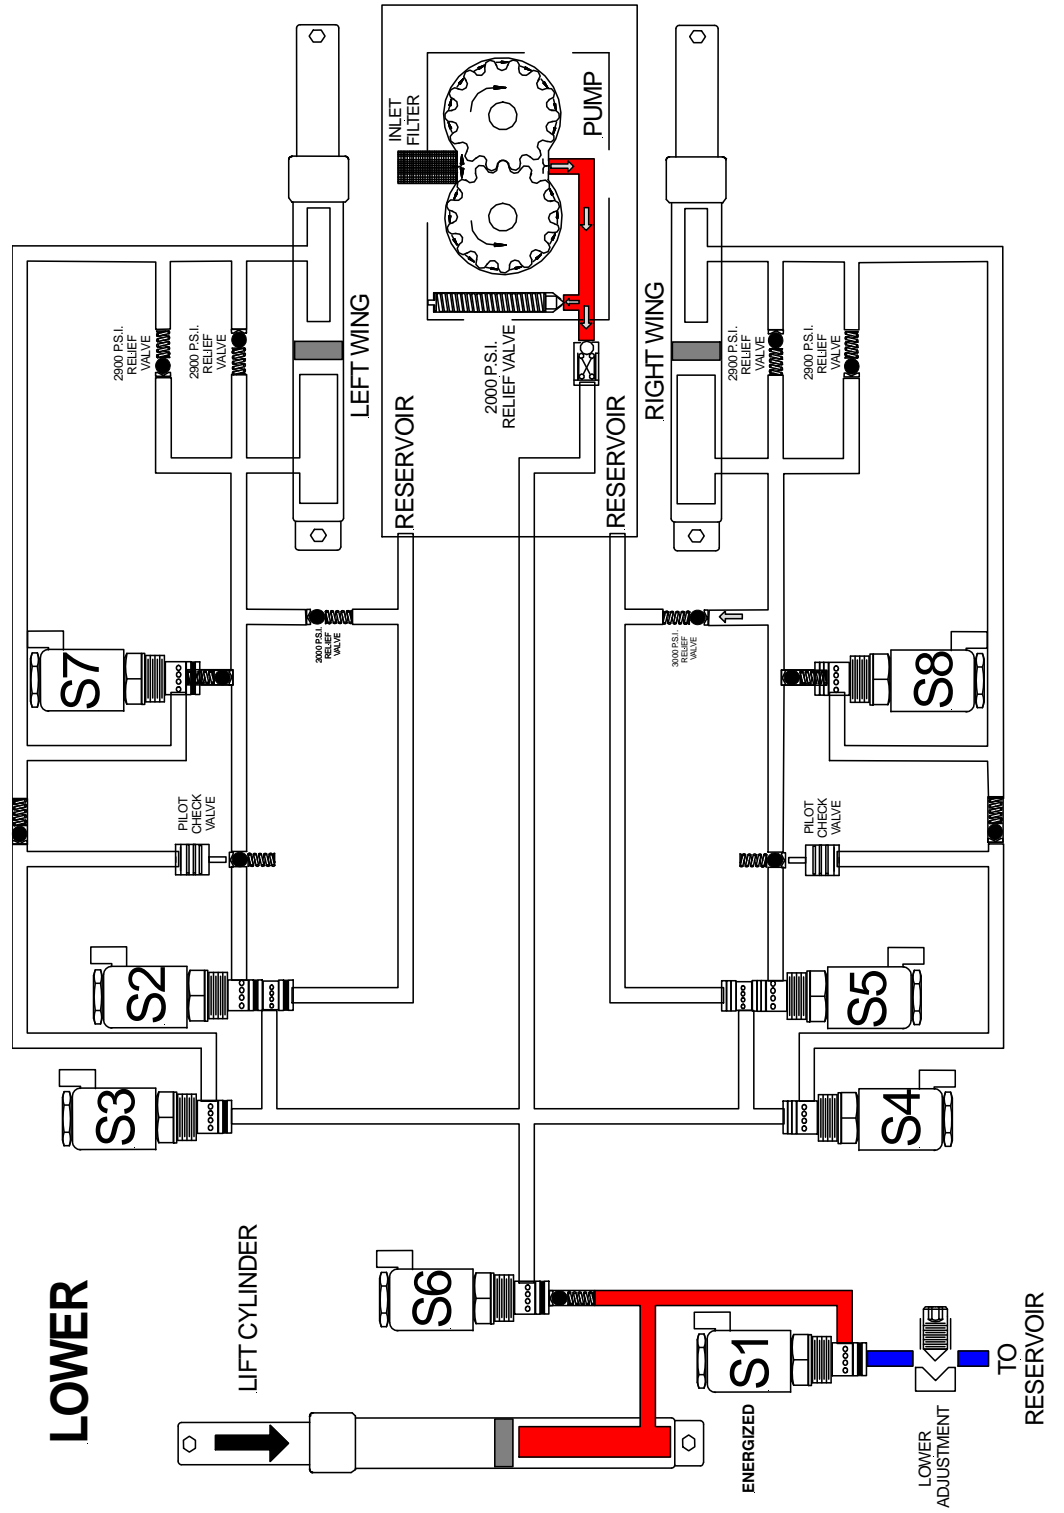 INLET
FILTER
PUMP
2900 P.S.I.
RELIEF
VALVE
2900 P.S.I.
RELIEF
VALVE
LEFT WING
2000 P.S.I.
RELIEF VALVE
RIGHT WING
2900 P.S.I.
RELIEF
VALVE
2900 P.S.I.
RELIEF
VALVE
RESERVOIR
RESERVOIR
RELIEF
VALVE
3000 P.S.I.
RELIEF
VALVE
S7
S8
PILOT
CHECK
VALVE
PILOT
CHECK
VALVE
S2
S5
S3
S4
LOWER
LIFT CYLINDER
S6
S1
ENERGIZED
LOWER
ADJUSTMENT
TO
RESERVOIR